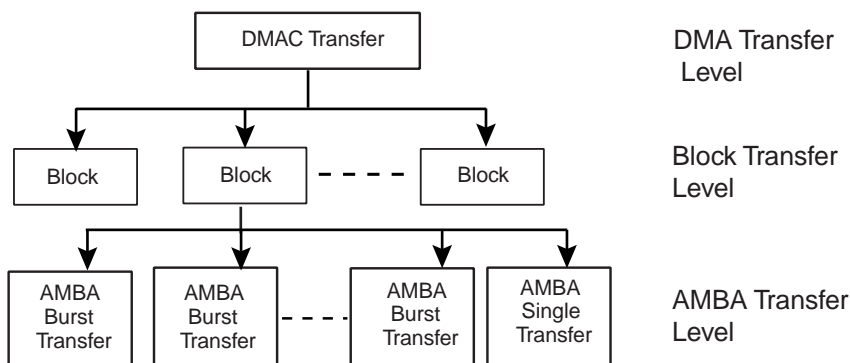 DMAC Transfer
DMA Transfer
Level
Block
Block
Block
Block Transfer
Level
AMBA
Burst
Transfer
AMBA
Burst
Transfer
AMBA
Burst
Transfer
AMBA
Single
Transfer
AMBA Transfer
Level